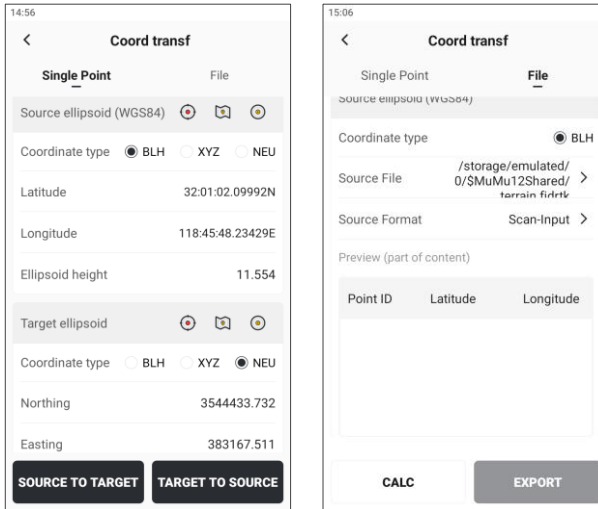 14:56
Coord transf
Single Point File
Source ellipsoid (WGS84)
Coordinate type BLH XYZ NEU
Latitude 32:01:02.09992N
Longitude 118:45:48.23429E
Ellipsoid height 11.554
Target ellipsoid
Coordinate type BLH XYZ NEU
Northing 3544433.732
Easting 383167.511
SOURCE TO TARGET TARGET TO SOURCE
15:06
Coord transf
Single Point File
Source ellipsoid (WGS84)
Coordinate type BLH
Source File /storage/emulated/
0/$MuMu12Shared/
terrain.fidrtk
Source Format Scan-Input
Preview (part of content)
Point ID Latitude Longitude
CALC EXPORT